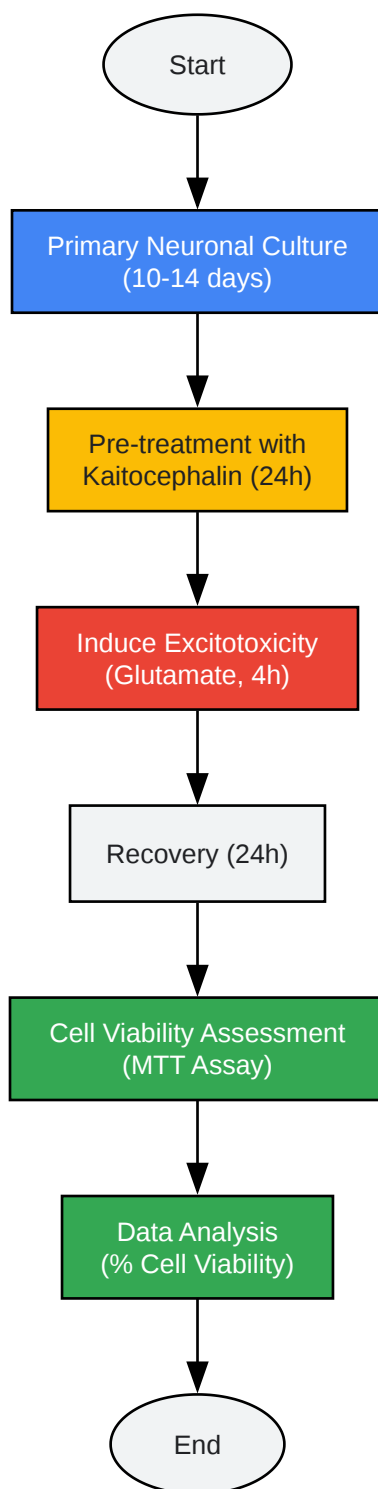 Start
Primary Neuronal Culture
(10-14 days)
Pre-treatment with
Kaitocephalin (24h)
Induce Excitotoxicity
(Glutamate, 4h)
Recovery (24h)
Cell Viability Assessment
(MTT Assay)
Data Analysis
(% Cell Viability)
End